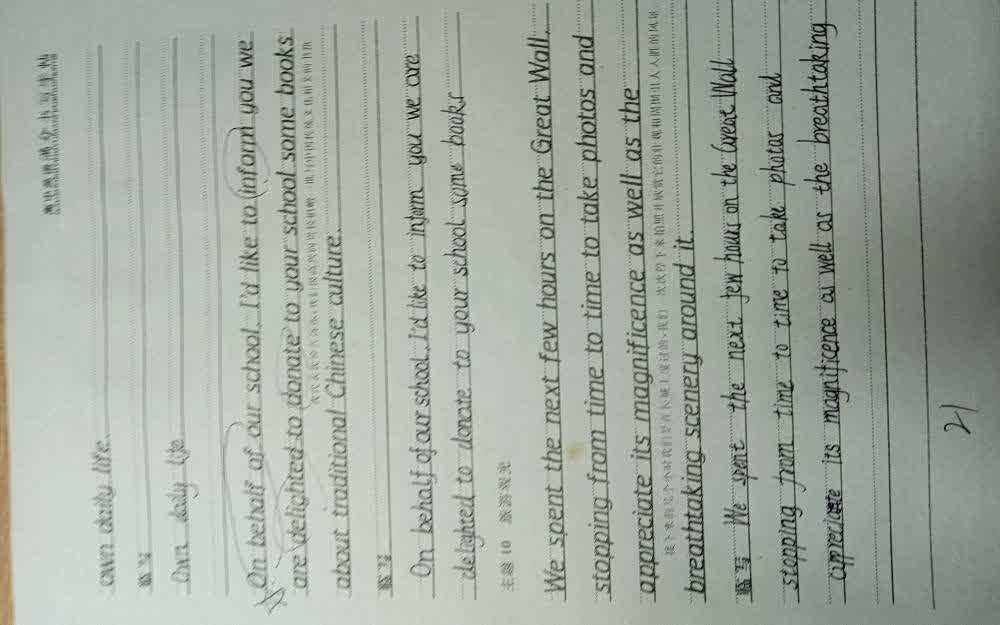 高中英语满分书写字帖
own daily life.
临写
Own daily life
On behalf of our school, I'd like to inform you we
are delighted to donate to your school some books
about traditional Chinese culture.
临写
On behalf of our school, I'd like to inform you we care
delighted to donate to your school some books
主题 10 旅游观光
We spent the next few hours on the Great Wall,
stopping from time to time to take photos and
appreciate its magnificence as well as the
breathtaking scenery around it.
临写 We spent the next few hours on the Great Wall
stopping from time to time to take photos and
appreciate its magnificence as well as the breathtaking
21